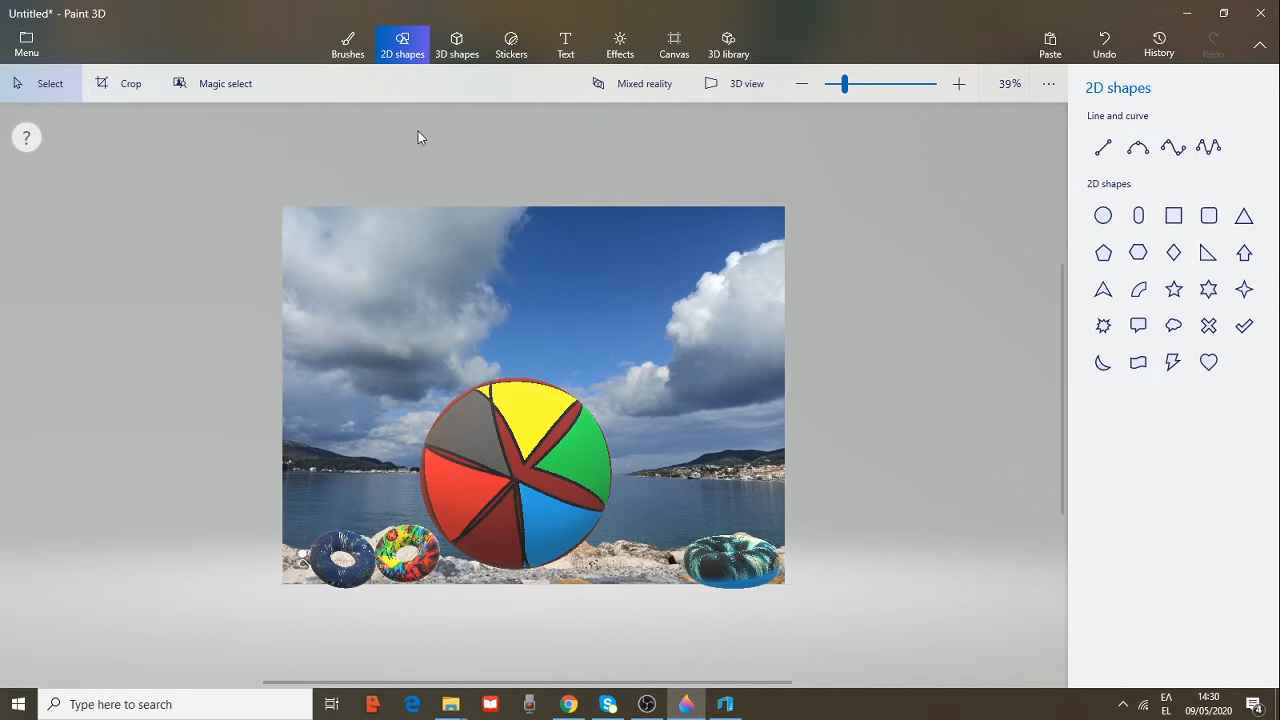 Untitled* - Paint 3D
Menu
Brushes
2D shapes
3D shapes
Stickers
Text
Effects
Canvas
3D library
Paste
Undo
History
Redo
Select
Crop
Magic select
Mixed reality
3D view
39%
2D shapes
Line and curve
2D shapes
?
Type here to search
ΕΛ
EL
14:30
09/05/2020
4